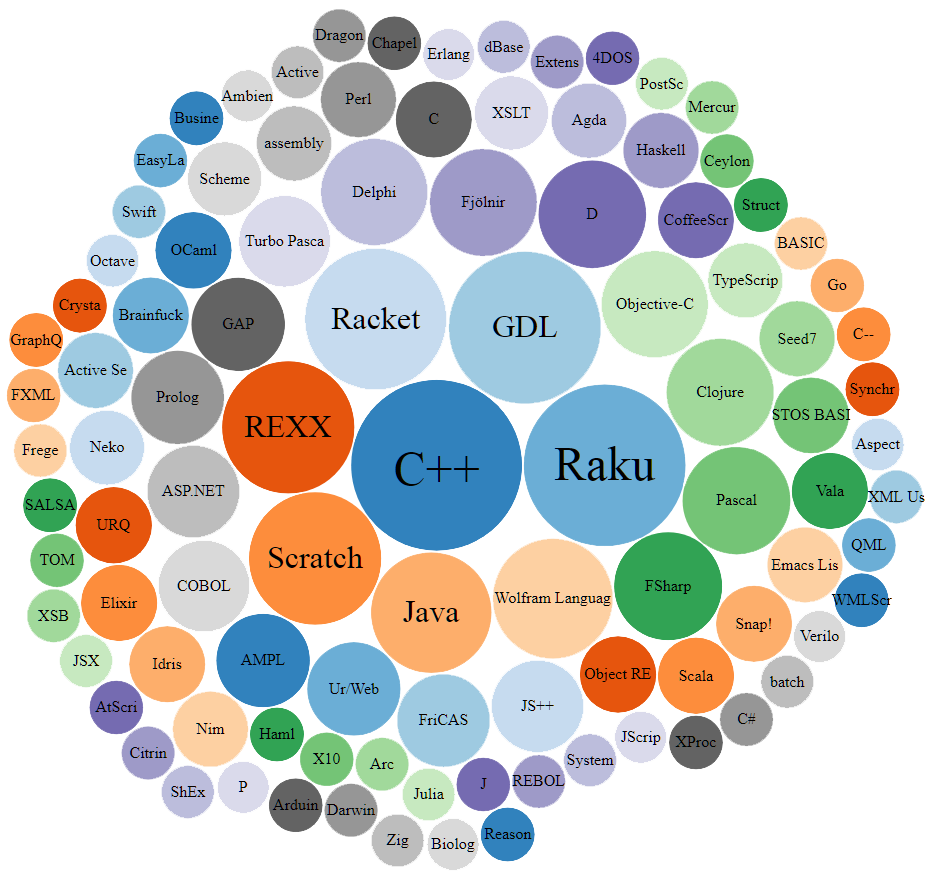 Dragon
Chapel
Erlang
dBase
Extens
4DOS
PostSc
Active
Ambien
Perl
C
XSLT
Agda
Mercur
Busine
assembly
Haskell
EasyLa
Scheme
Delphi
Fjölnir
D
Ceylon
Swift
CoffeeScr
Struct
Octave
OCaml
Turbo Pasca
BASIC
TypeScrip
Go
Crysta
Brainfuck
GAP
Racket
GDL
Objective-C
Seed7
C--
GraphQ
Active Se
FXML
Prolog
Clojure
Synchr
STOS BASI
REXX
Frege
Neko
Aspect
C++
Raku
SALSA
URQ
ASP.NET
Pascal
Vala
XML Us
TOM
Scratch
QML
Emacs Lis
XSB
Elixir
COBOL
Java
Wolfram Languag
FSharp
WMLScr
Snap!
Verilo
JSX
Idris
AMPL
Ur/Web
Object RE
Scala
batch
AtScri
Nim
FriCAS
JS++
C#
Citrin
Haml
JScrip
XProc
X10
Arc
System
ShEx
P
Julia
J
REBOL
Arduin
Darwin
Zig
Biolog
Reason